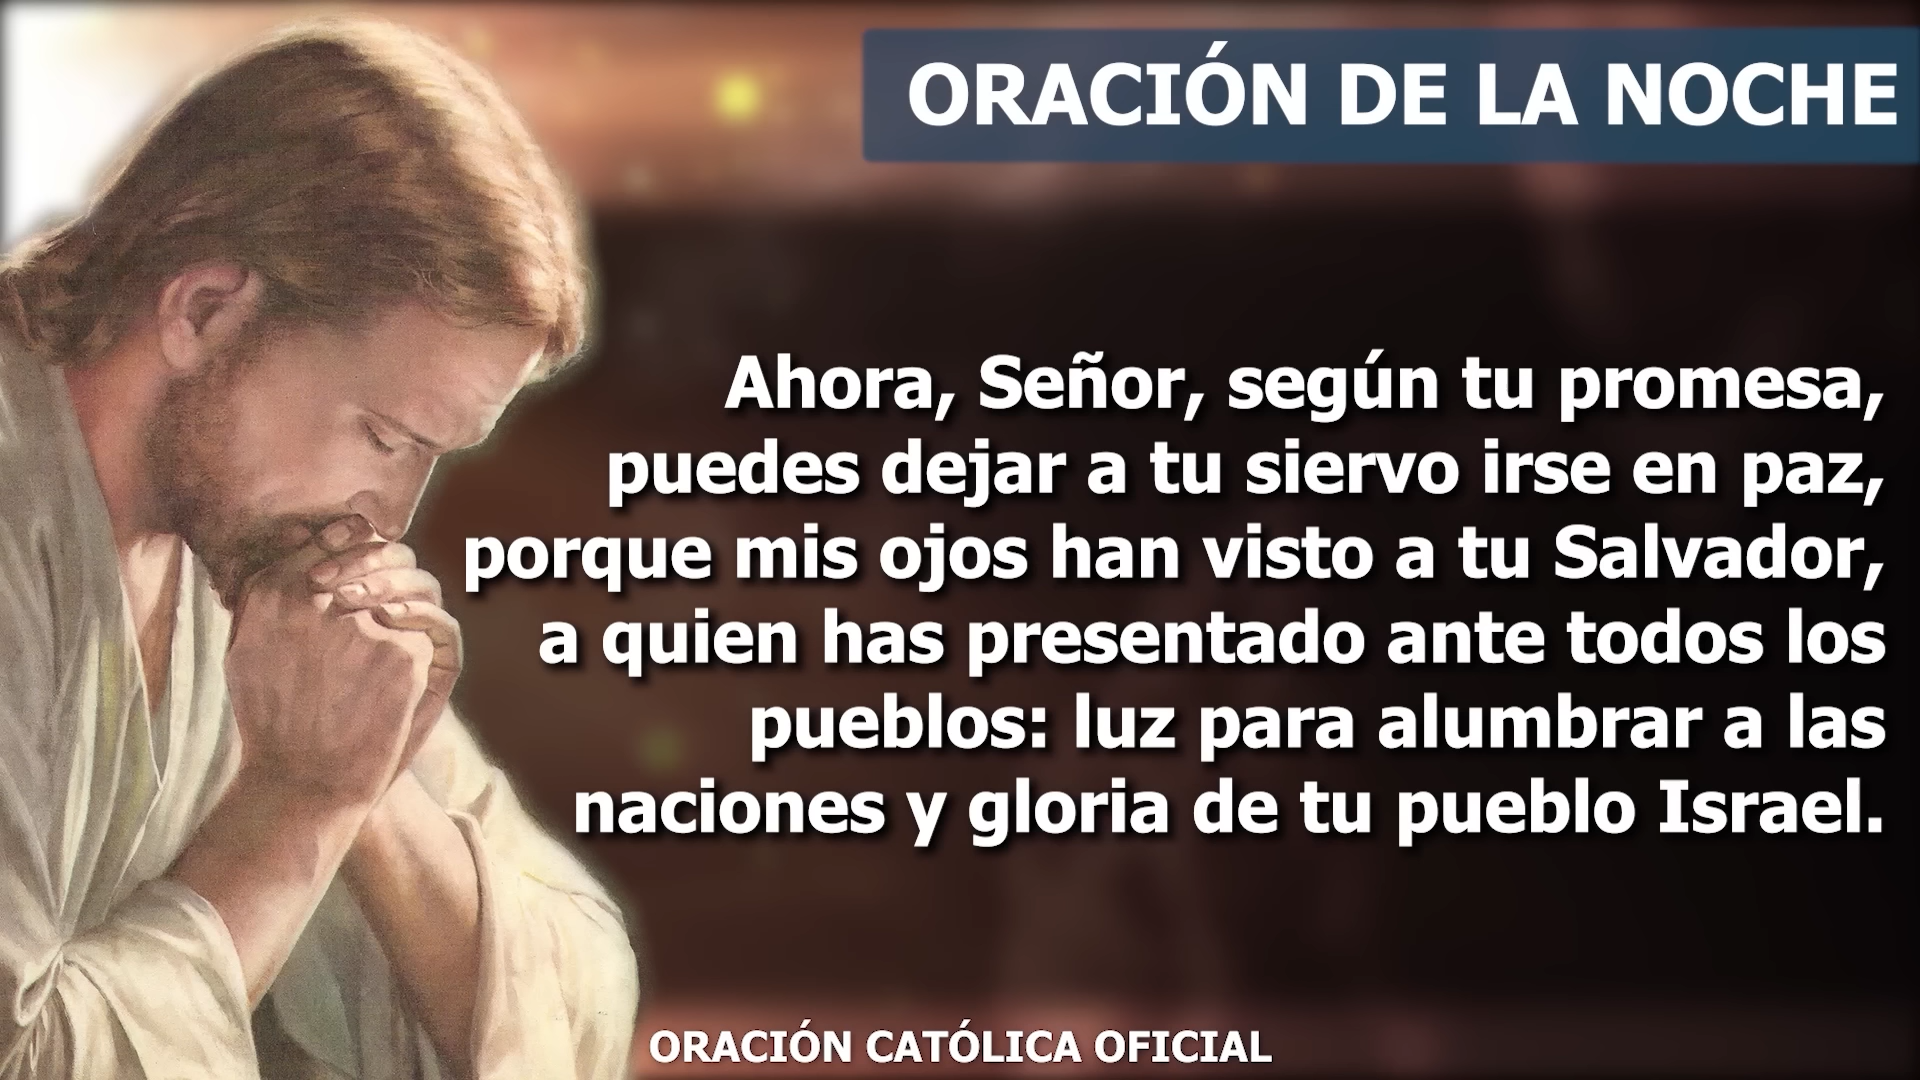 ORACIÓN DE LA NOCHE
Ahora, Señor, según tu promesa,
puedes dejar a tu siervo irse en paz,
porque mis ojos han visto a tu Salvador,
a quien has presentado ante todos los
pueblos: luz para alumbrar a las
naciones y gloria de tu pueblo Israel.
ORACIÓN CATÓLICA OFICIAL